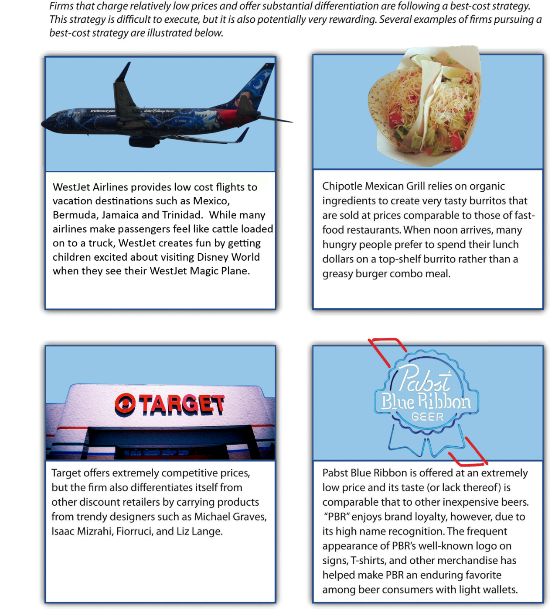 Firms that charge relatively low prices and offer substantial differentiation are following a best-cost strategy.
This strategy is difficult to execute, but it is also potentially very rewarding. Several examples of firms pursuing a
best-cost strategy are illustrated below.
WestJet Airlines provides low cost flights to
vacation destinations such as Mexico,
Bermuda, Jamaica and Trinidad. While many
airlines make passengers feel like cattle loaded
on to a truck, WestJet creates fun by getting
children excited about visiting Disney World
when they see their WestJet Magic Plane.
Chipotle Mexican Grill relies on organic
ingredients to create very tasty burritos that
are sold at prices comparable to those of fast-
food restaurants. When noon arrives, many
hungry people prefer to spend their lunch
dollars on a top-shelf burrito rather than a
greasy burger combo meal.
TARGET
Target offers extremely competitive prices,
but the firm also differentiates itself from
other discount retailers by carrying products
from trendy designers such as Michael Graves,
Isaac Mizrahi, Fiorruci, and Liz Lange.
Pabst
Blue Ribbon
BEER
Pabst Blue Ribbon is offered at an extremely
low price and its taste (or lack thereof) is
comparable that to other inexpensive beers.
“PBR” enjoys brand loyalty, however, due to
its high name recognition. The frequent
appearance of PBR’s well-known logo on
signs, T-shirts, and other merchandise has
helped make PBR an enduring favorite
among beer consumers with light wallets.